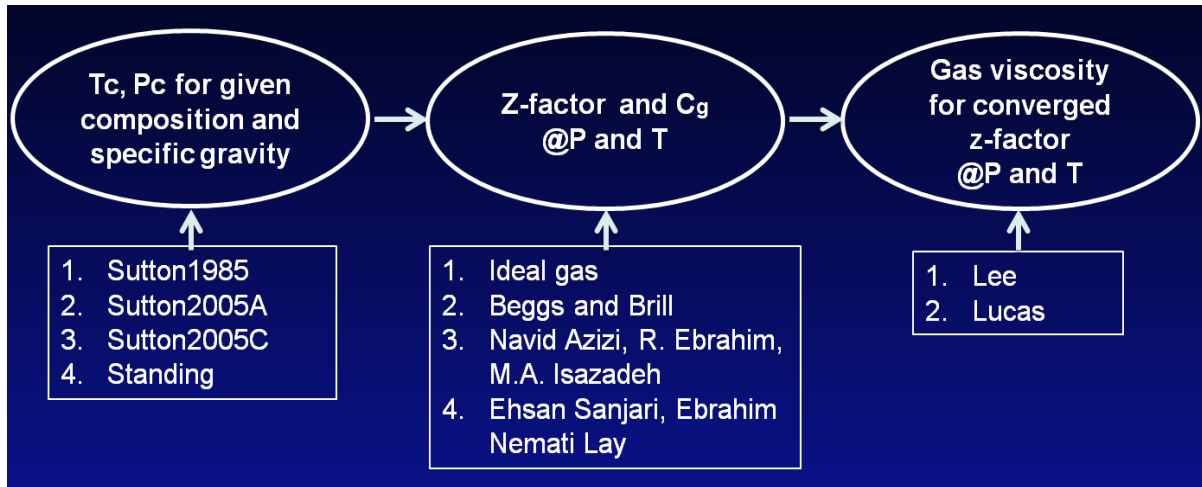 Tc, Pc for given
composition and
specific gravity
Z-factor and Cg
@P and T
Gas viscosity
for converged
z-factor
@P and T
1. Sutton1985
2. Sutton2005A
3. Sutton2005C
4. Standing
1. Ideal gas
2. Beggs and Brill
3. Navid Azizi, R. Ebrahim,
M.A. Isazadeh
4. Ehsan Sanjari, Ebrahim
Nemati Lay
1. Lee
2. Lucas